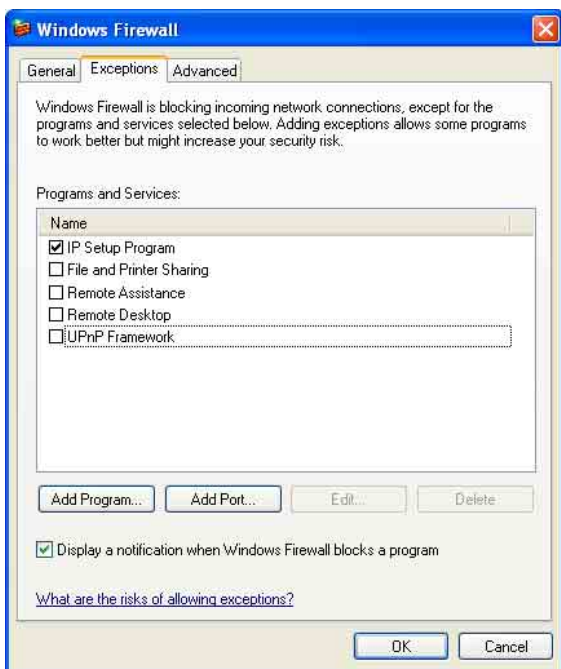 Windows Firewall
General Exceptions Advanced
Windows Firewall is blocking incoming network connections, except for the
programs and services selected below. Adding exceptions allows some programs
to work better but might increase your security risk.
Programs and Services:
Name
IP Setup Program
File and Printer Sharing
Remote Assistance
Remote Desktop
UPnP Framework
Add Program... Add Port... Edit... Delete
Display a notification when Windows Firewall blocks a program
What are the risks of allowing exceptions?
OK Cancel